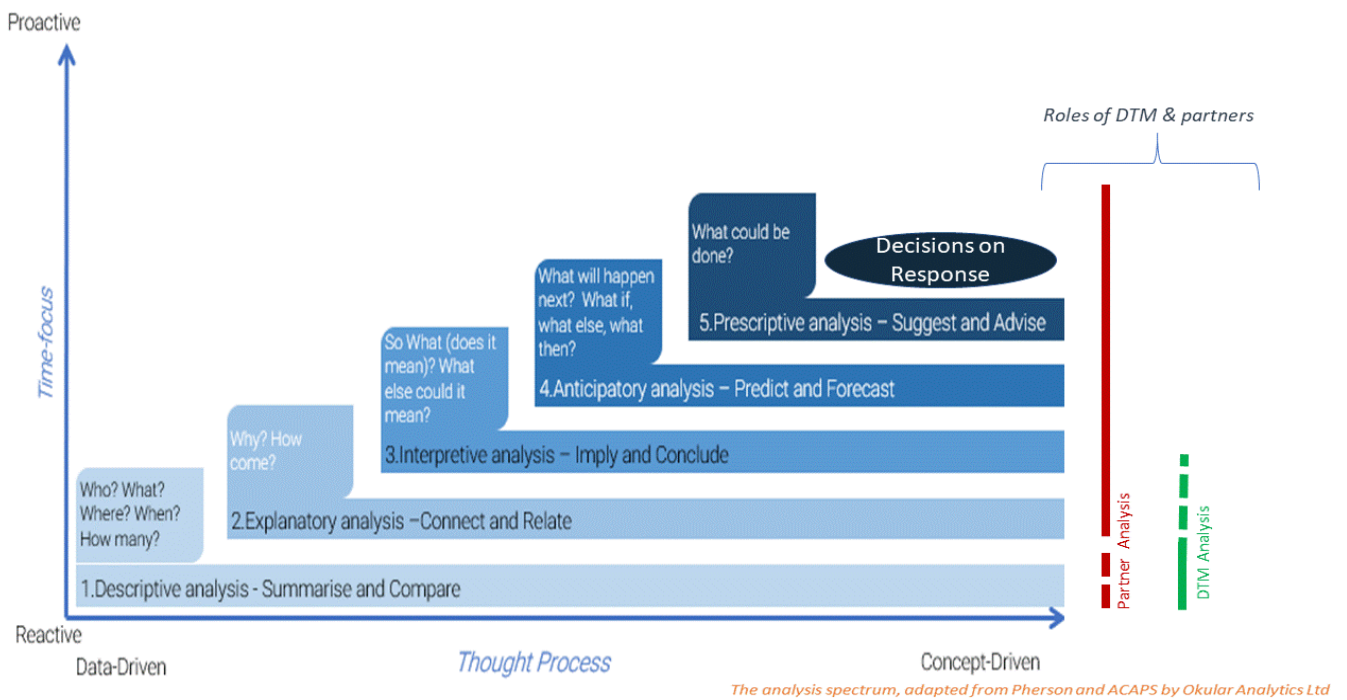 Proactive
Roles of DTM & partners
What could be
done?
Decisions on
Response
5.Prescriptive analysis – Suggest and Advise
What will happen
next? What if,
what else, what
then?
4.Anticipatory analysis – Predict and Forecast
So What (does it
mean)? What
else could it
mean?
3.Interpretive analysis – Imply and Conclude
Why? How
come?
2.Explanatory analysis –Connect and Relate
Who? What?
Where? When?
How many?
1.Descriptive analysis - Summarise and Compare
Time-focus
Partner Analysis
DTM Analysis
Reactive
Data-Driven
Thought Process
Concept-Driven
The analysis spectrum, adapted from Pherson and ACAPS by Okular Analytics Ltd